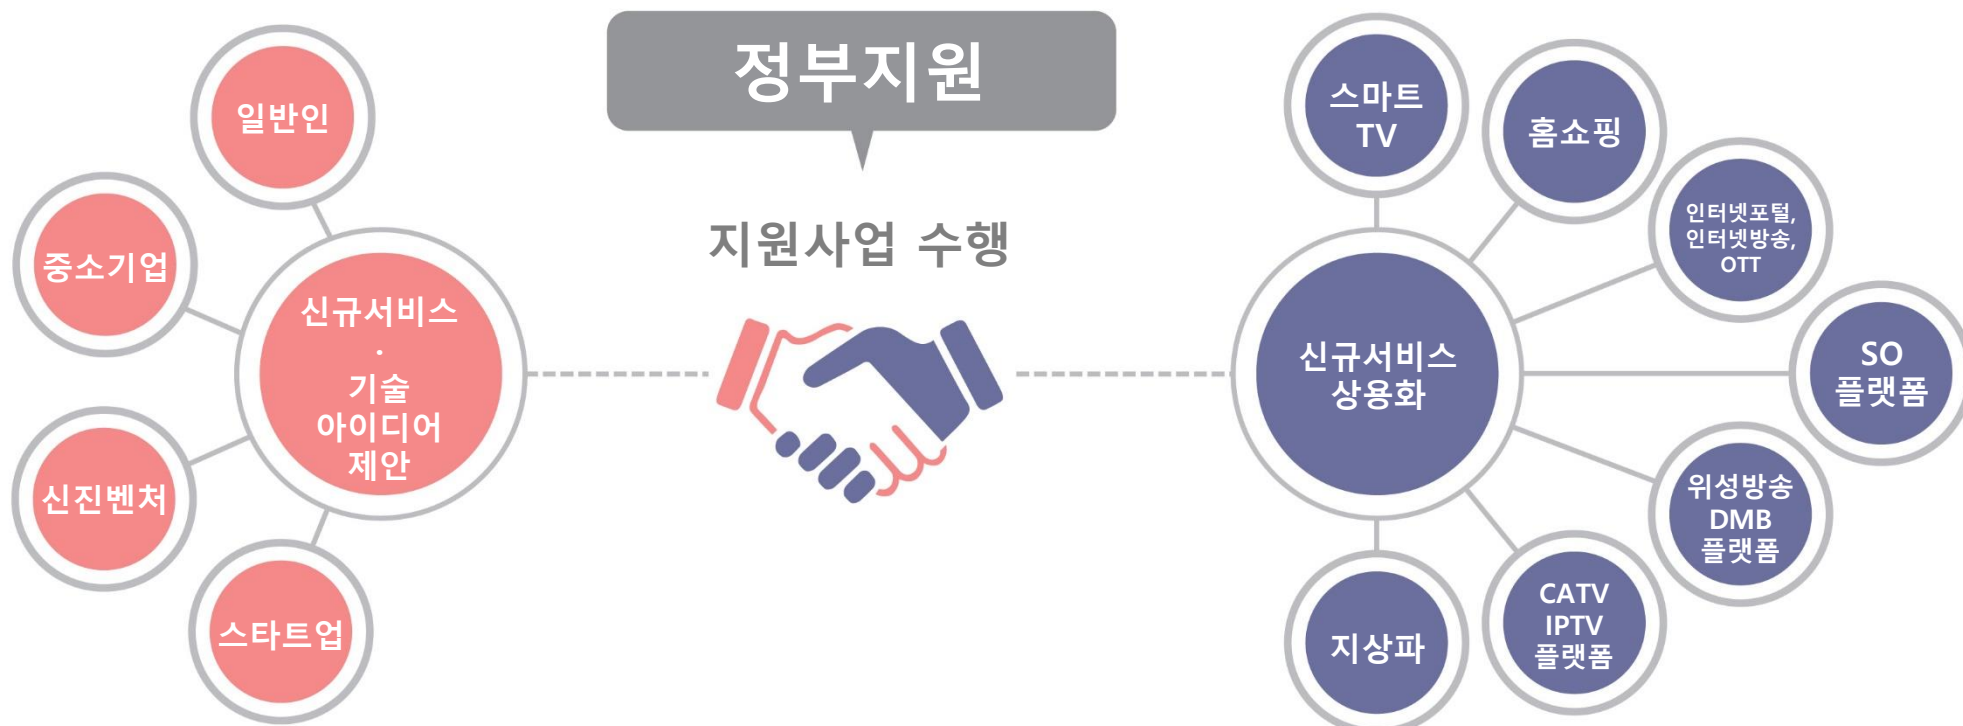 정부지원
지원사업 수행
일반인
중소기업
신진벤처
스타트업
신규서비스
·
기술
아이디어
제안
신규서비스
상용화
스마트
TV
홈쇼핑
인터넷포털,
인터넷방송,
OTT
SO
플랫폼
위성방송
DMB
플랫폼
CATV
IPTV
플랫폼
지상파